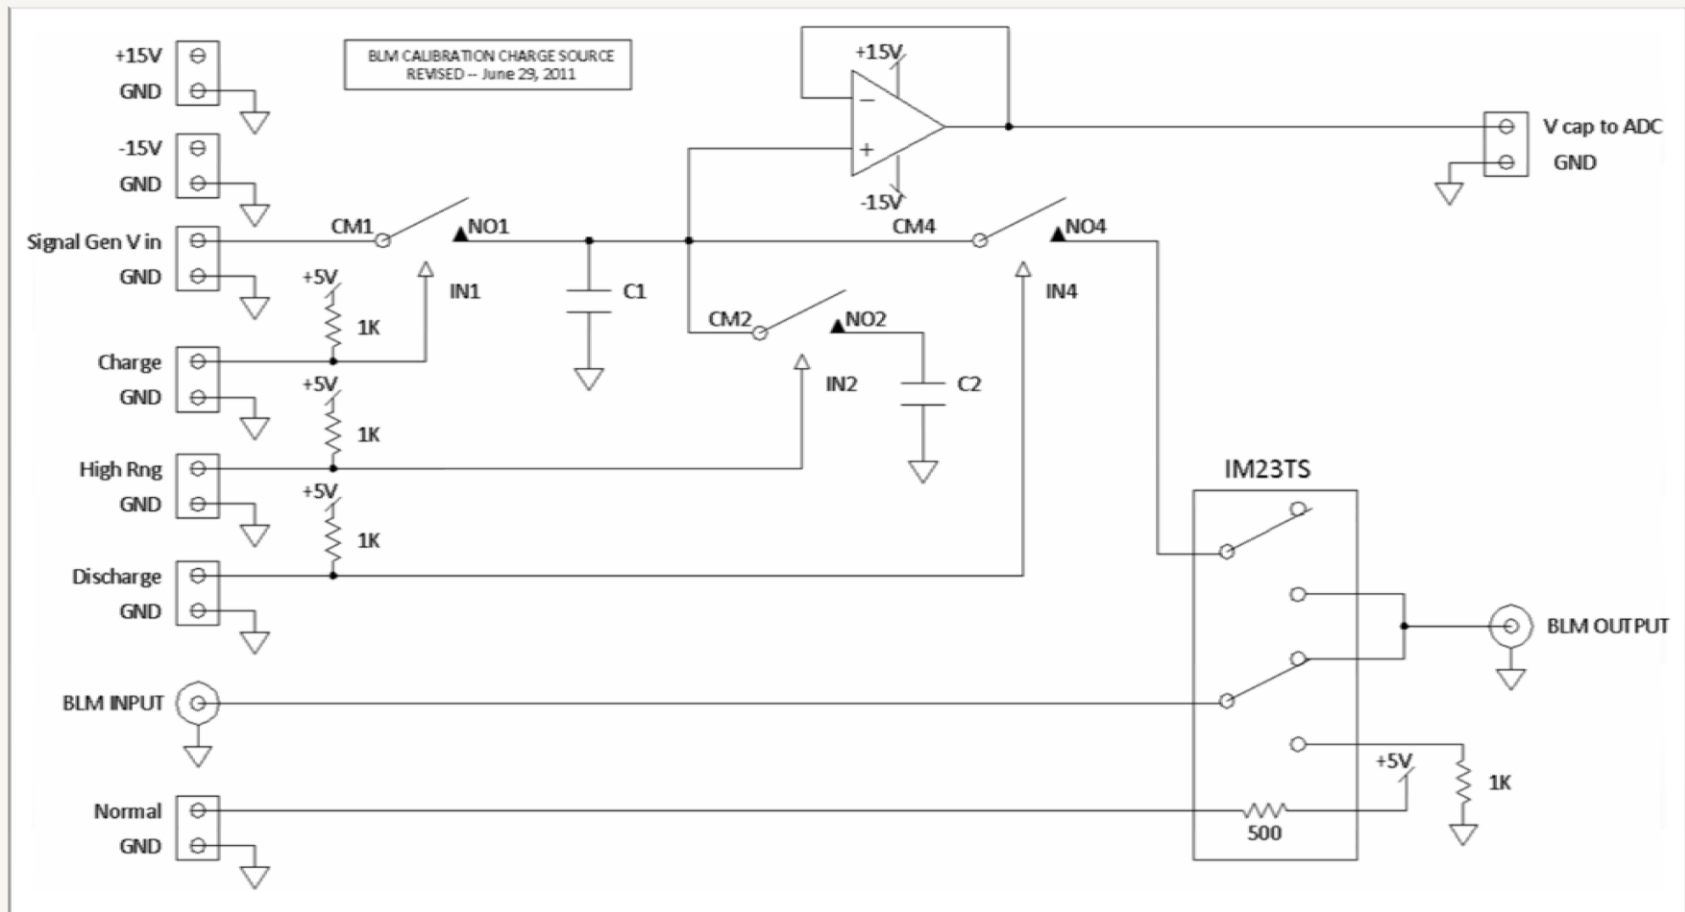 +15V
GND
BLM CALIBRATION CHARGE SOURCE
REVISED -- June 29, 2011
-15V
GND
+15V
−
+
-15V
V cap to ADC
GND
Signal Gen V in
GND
CM1
NO1
IN1
CM4
NO4
IN4
C1
CM2
NO2
IN2
C2
+5V
1K
Charge
GND
+5V
1K
High Rng
GND
+5V
1K
Discharge
GND
IM23TS
BLM OUTPUT
BLM INPUT
+5V
1K
Normal
GND
500